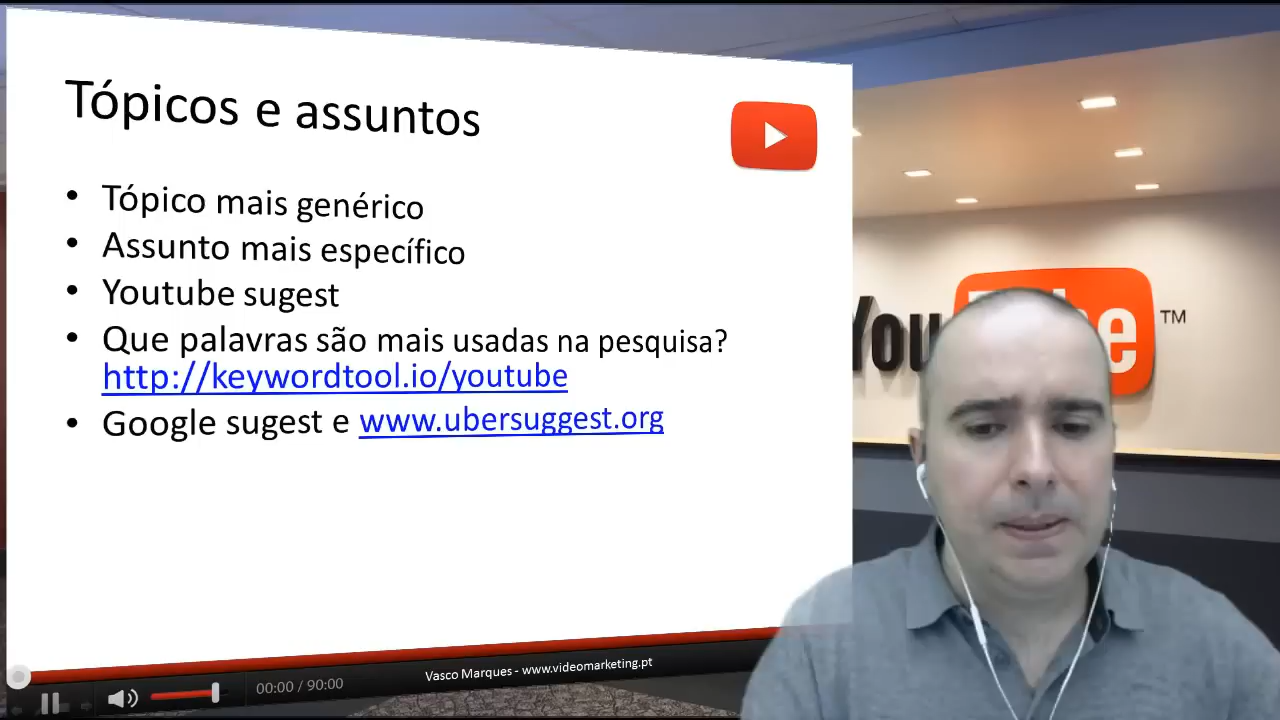 Tópicos e assuntos
• Tópico mais genérico
• Assunto mais específico
• Youtube sugest
• Que palavras são mais usadas na pesquisa?
http://keywordtool.io/youtube
• Google sugest e www.ubersuggest.org
YouTube™
Vasco Marques - www.videomarketing.pt
00:00 / 90:00